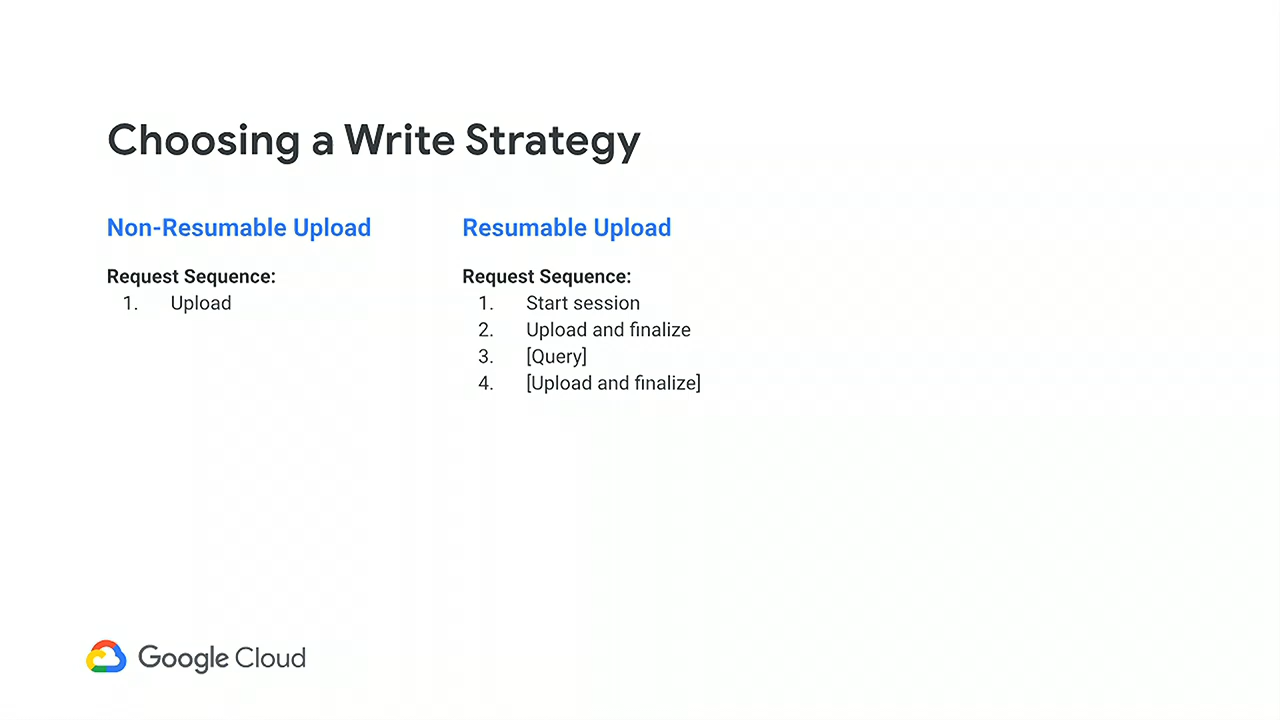 Choosing a Write Strategy
Non-Resumable Upload
Request Sequence:
1. Upload
Resumable Upload
Request Sequence:
1. Start session
2. Upload and finalize
3. [Query]
4. [Upload and finalize]
Google Cloud